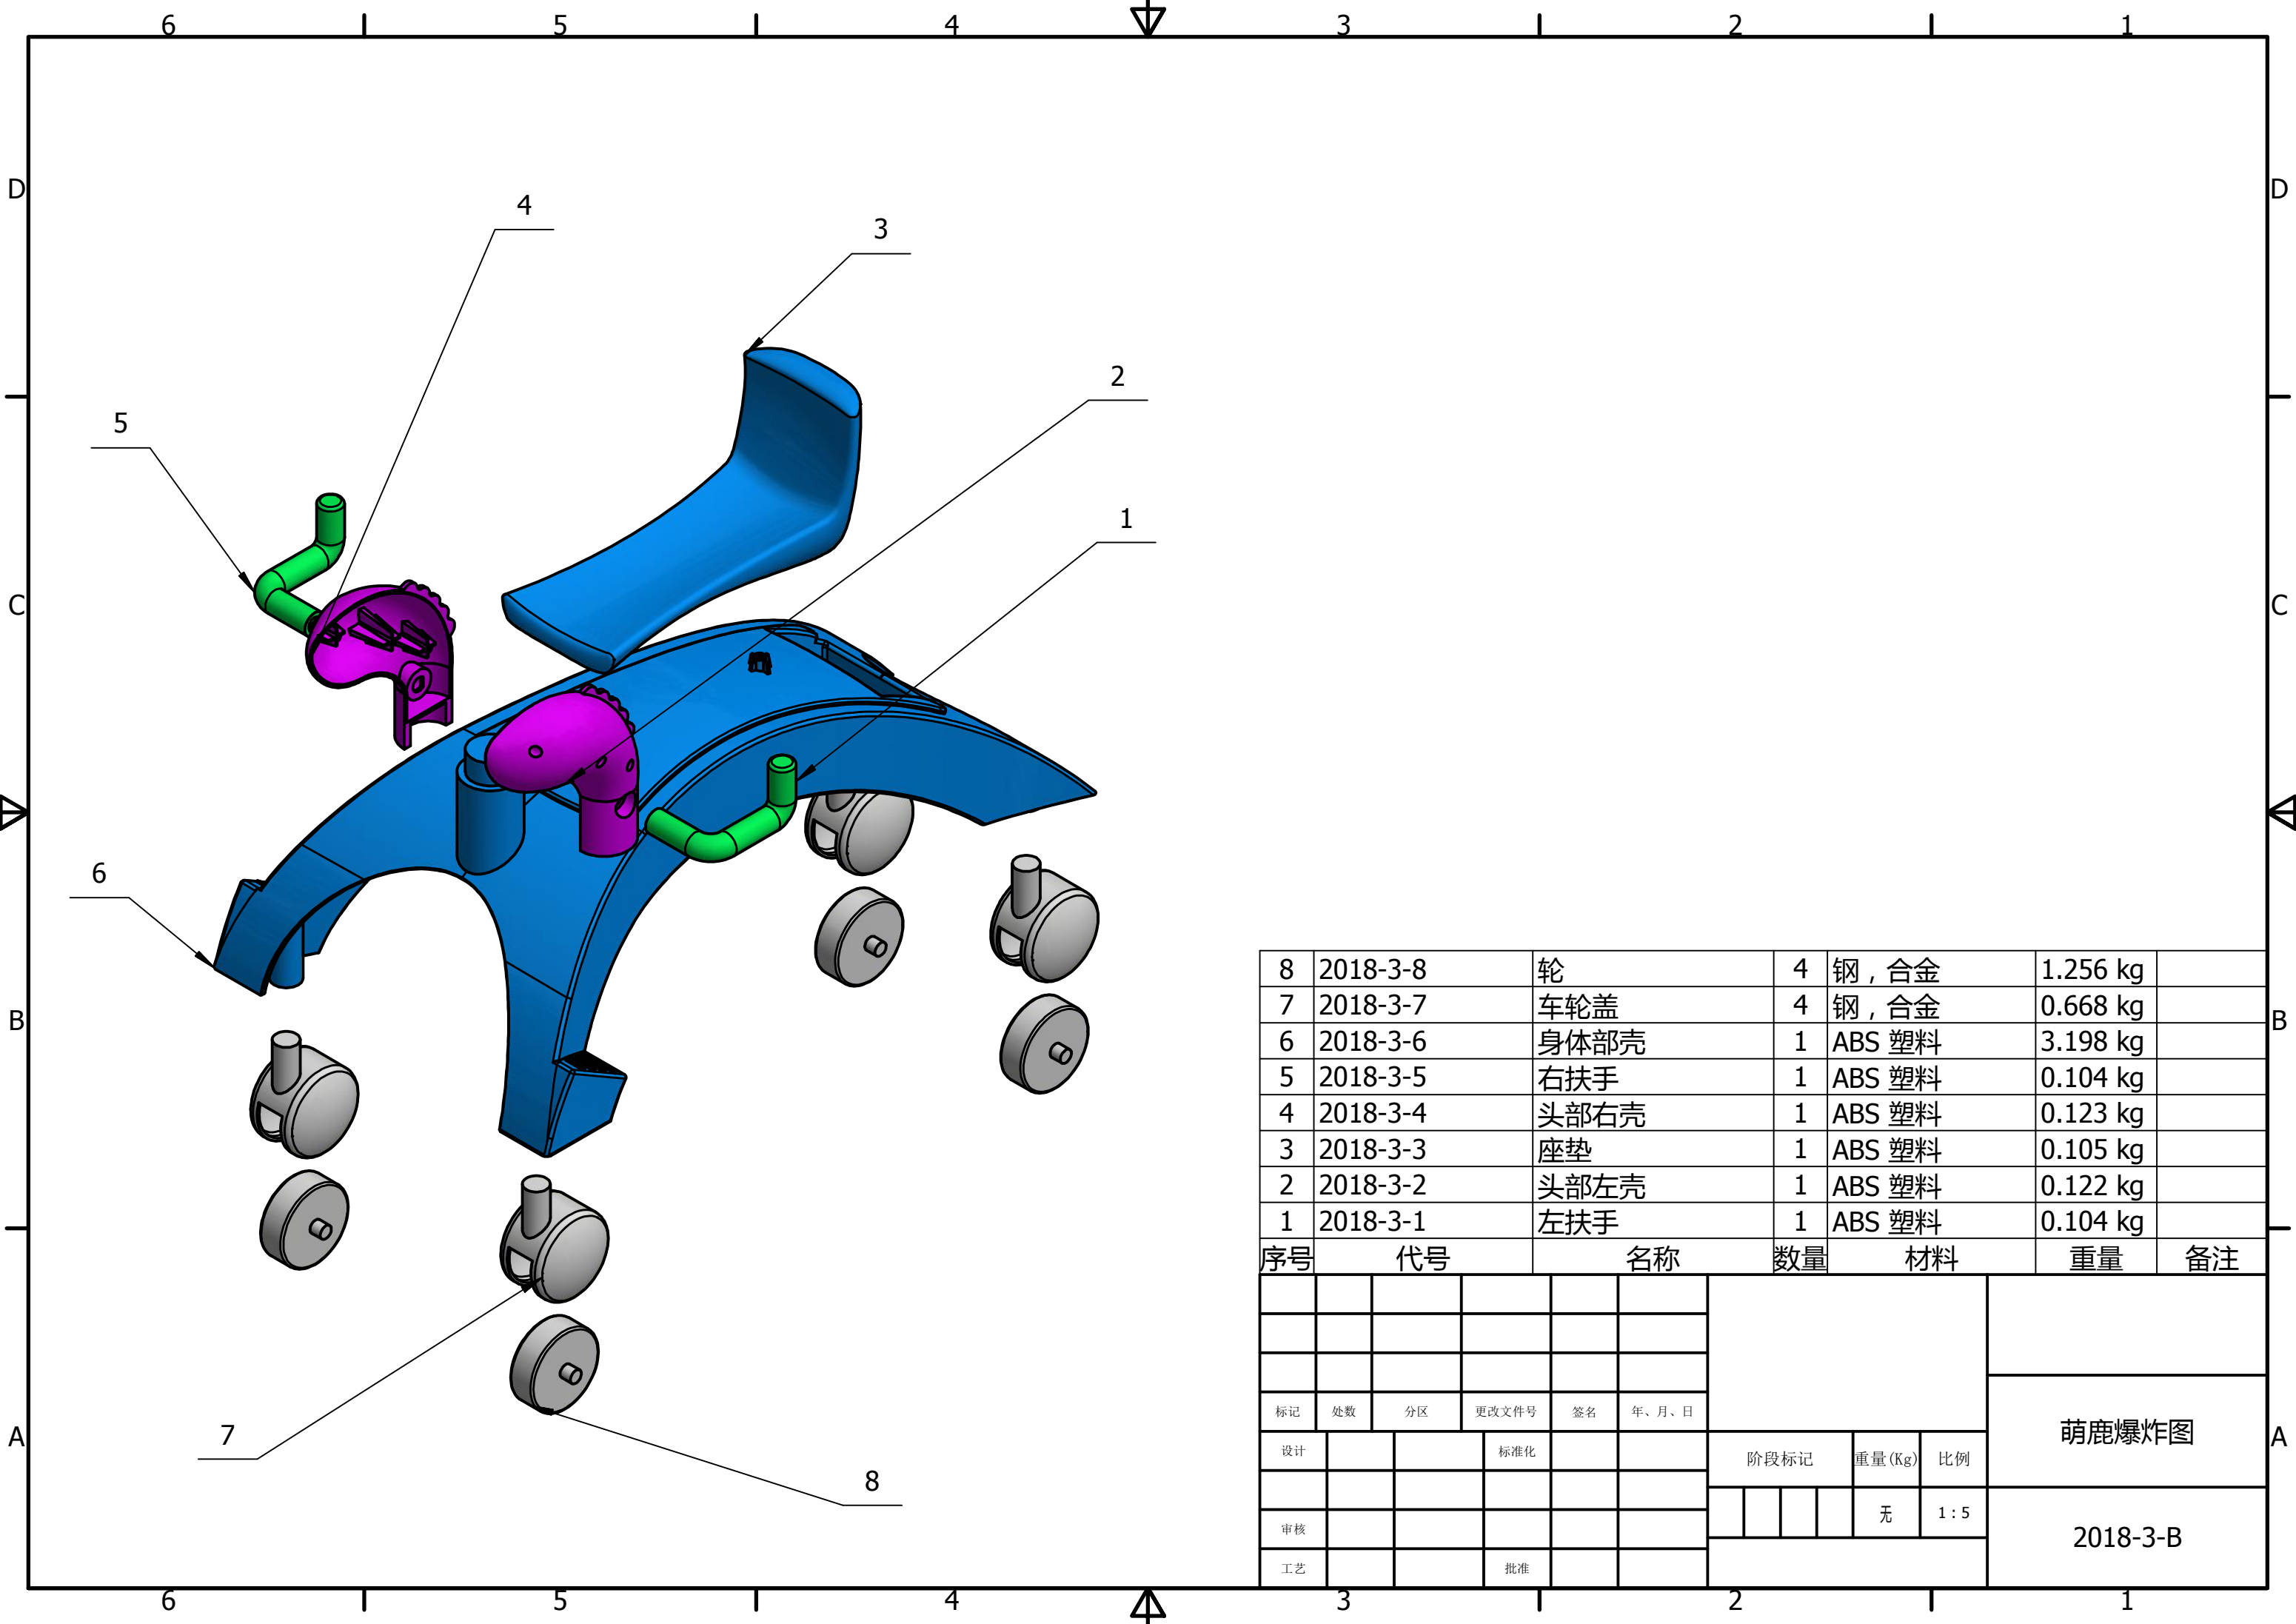 6 5 4 3 2 1
D D
4
3
2
5
1
C C
6
B B
7
8
A A
8 2018-3-8 轮 4 钢，合金 1.256 kg
7 2018-3-7 车轮盖 4 钢，合金 0.668 kg
6 2018-3-6 身体部壳 1 ABS 塑料 3.198 kg
5 2018-3-5 右扶手 1 ABS 塑料 0.104 kg
4 2018-3-4 头部右壳 1 ABS 塑料 0.123 kg
3 2018-3-3 座垫 1 ABS 塑料 0.105 kg
2 2018-3-2 头部左壳 1 ABS 塑料 0.122 kg
1 2018-3-1 左扶手 1 ABS 塑料 0.104 kg
序号 代号 名称 数量 材料 重量 备注
标记 处数 分区 更改文件号 签名 年、月、日
设计 标准化
阶段标记 重量(Kg) 比例
萌鹿爆炸图
无 1:5
审核
2018-3-B
工艺 批准
6 5 4 3 2 1